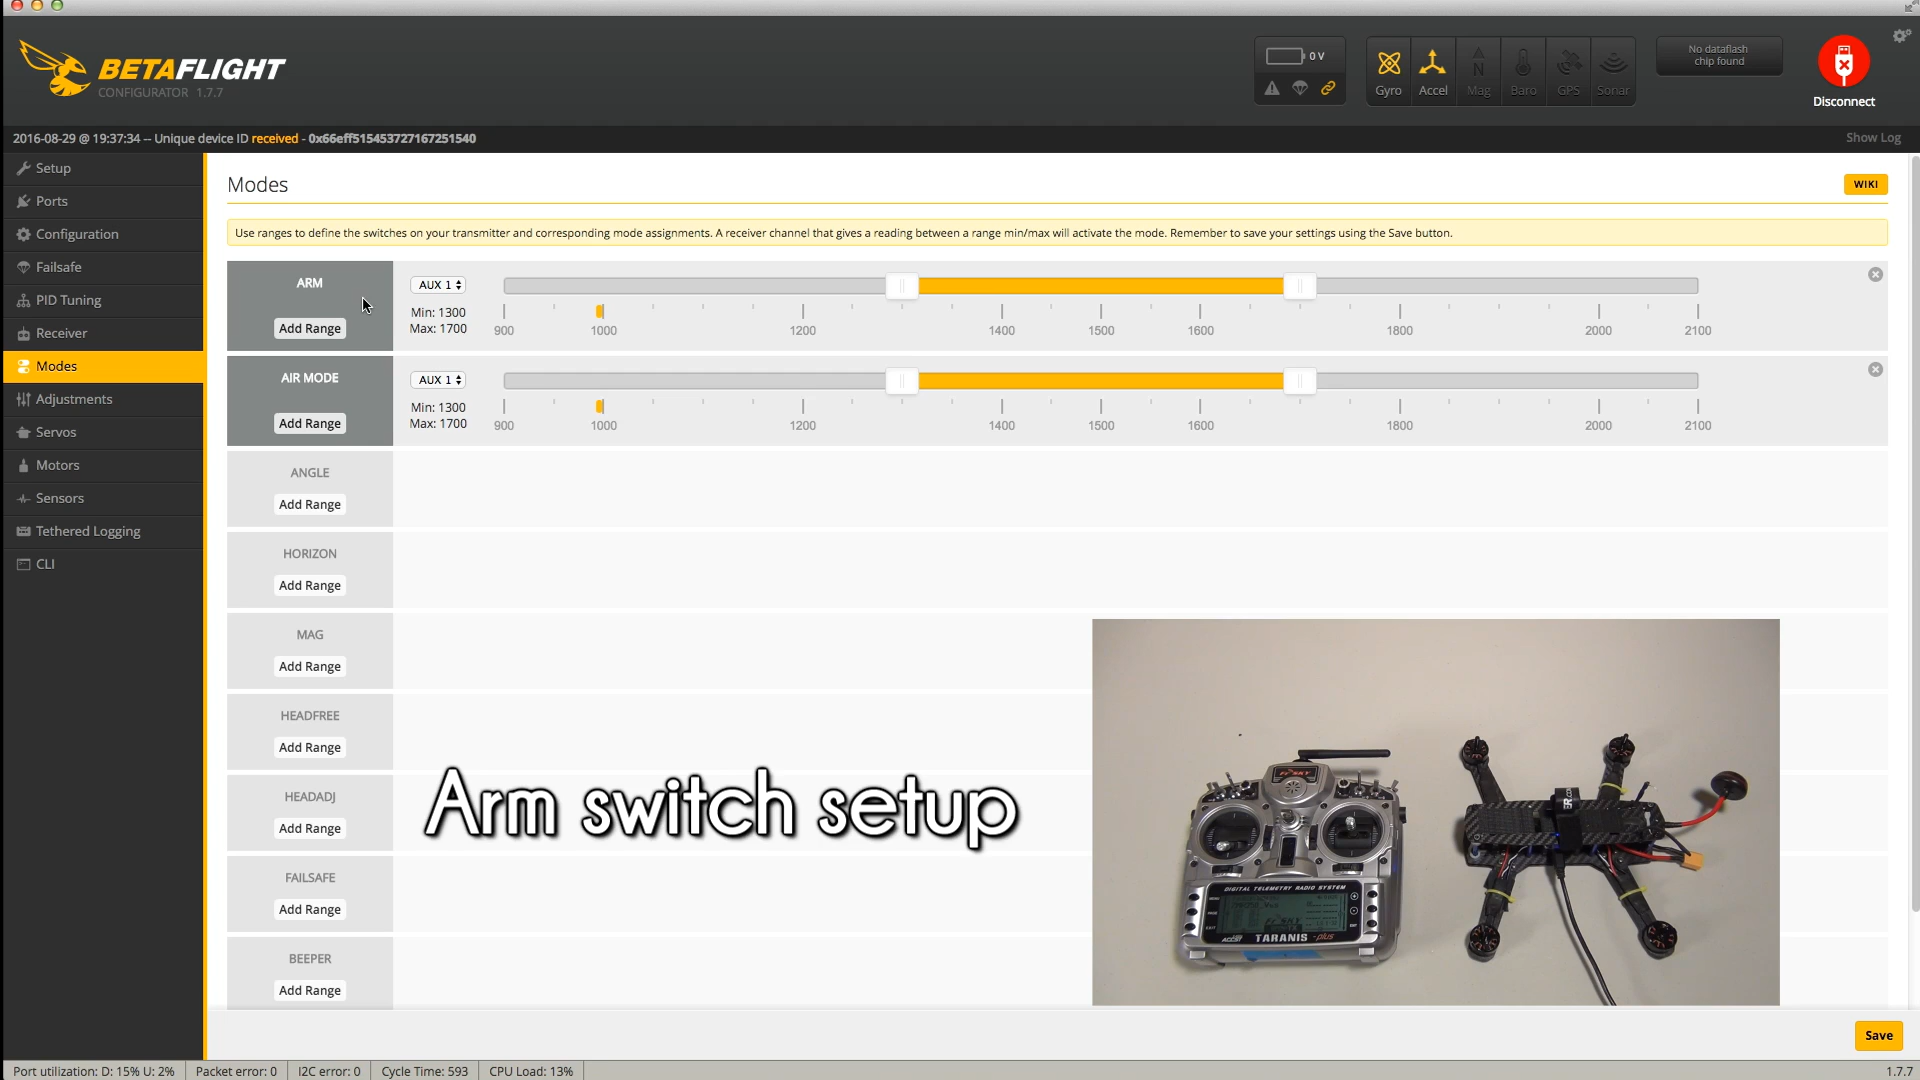 BETAFLIGHT
CONFIGURATOR 1.7.7
0 V
Gyro
Accel
Mag
Baro
GPS
Sonar
No dataflash
chip found
Disconnect
2016-08-29 @ 19:37:34 -- Unique device ID received - 0x66eff515453727167251540
Show Log
Setup
Ports
Configuration
Failsafe
PID Tuning
Receiver
Modes
Adjustments
Servos
Motors
Sensors
Tethered Logging
CLI
Modes
WIKI
Use ranges to define the switches on your transmitter and corresponding mode assignments. A receiver channel that gives a reading between a range min/max will activate the mode. Remember to save your settings using the Save button.
ARM
Add Range
AUX 1
Min: 1300
Max: 1700
900 1000 1200 1400 1500 1600 1800 2000 2100
AIR MODE
Add Range
AUX 1
Min: 1300
Max: 1700
900 1000 1200 1400 1500 1600 1800 2000 2100
ANGLE
Add Range
HORIZON
Add Range
MAG
Add Range
HEADFREE
Add Range
HEADADJ
Add Range
FAILSAFE
Add Range
BEEPER
Add Range
Arm switch setup
FrSKY
DIGITAL TELEMETRY RADIO SYSTEM
FrSKY
ACCST TARANIS plus
Save
Port utilization: D: 15% U: 2%
Packet error: 0
I2C error: 0
Cycle Time: 593
CPU Load: 13%
1.7.7